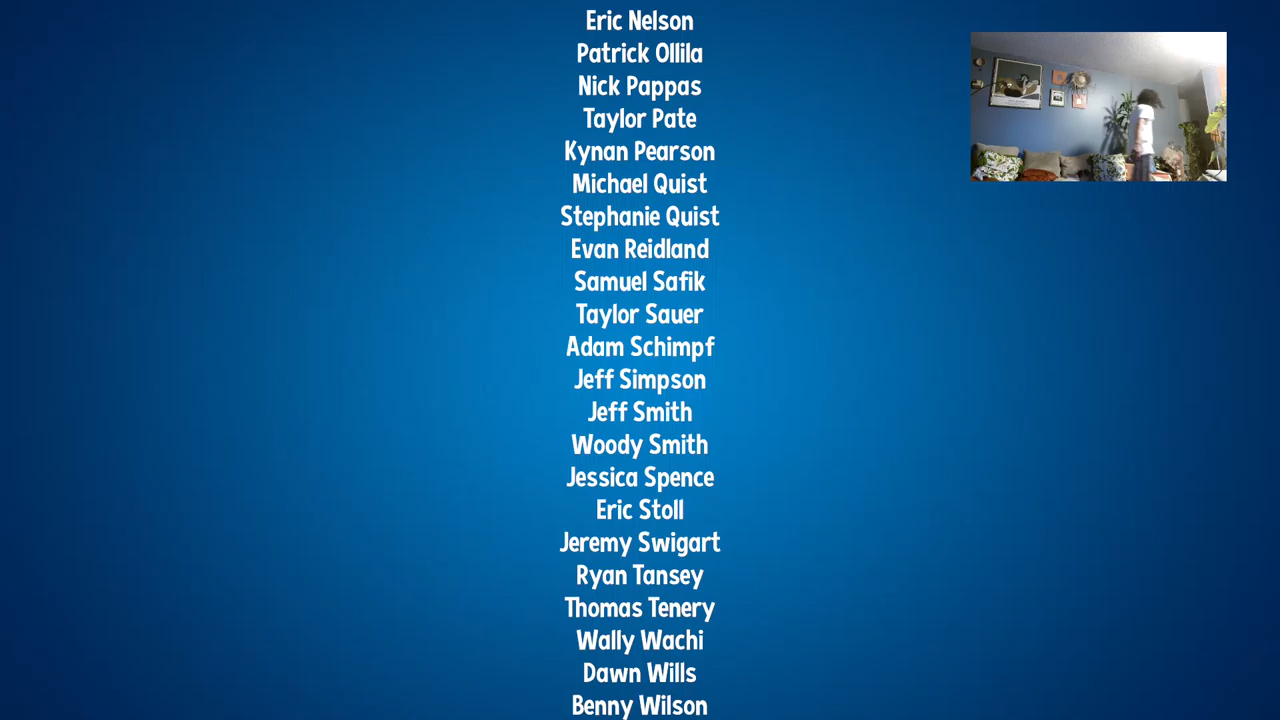 Eric Nelson
Patrick Ollila
Nick Pappas
Taylor Pate
Kynan Pearson
Michael Quist
Stephanie Quist
Evan Reidland
Samuel Safik
Taylor Sauer
Adam Schimpf
Jeff Simpson
Jeff Smith
Woody Smith
Jessica Spence
Eric Stoll
Jeremy Swigart
Ryan Tansey
Thomas Tenery
Wally Wachi
Dawn Wills
Benny Wilson